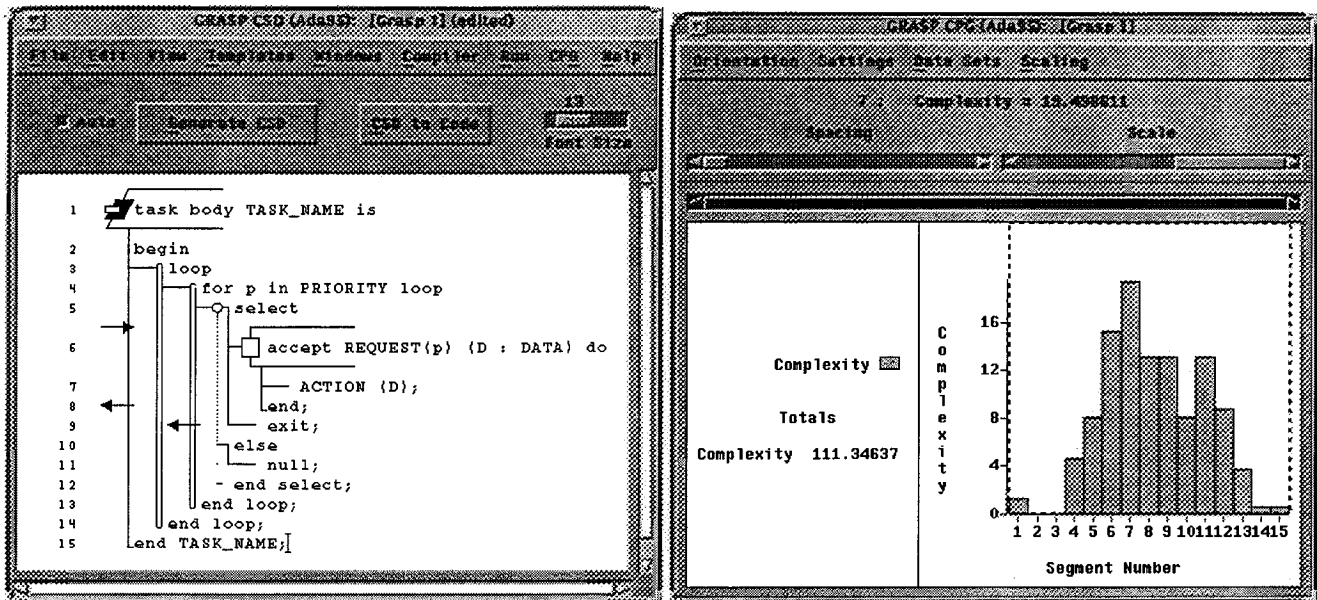 GRASP CSD (Ada95): [Grasp 1] (edited)
File Edit View Templates Windows Compiler Run CPG Help
Auto Generate CSD CSD to Code 13
Font Size
1 task body TASK_NAME is
2 begin
3 loop
4 for p in PRIORITY loop
5 select
6 accept REQUEST(p) (D : DATA) do
7 ACTION (D);
8 end;
9 exit;
10 else
11 null;
12 end select;
13 end loop;
14 end loop;
15 end TASK_NAME;
GRASP CPG (Ada95): [Grasp 1]
Orientation Settings Data Sets Scaling
7 : Complexity = 19.498611
Spacing Scale
Complexity
Totals
Complexity 111.34637
Complexity
16
12
8
4
0
1 2 3 4 5 6 7 8 9 10 11 12 13 14 15
Segment Number